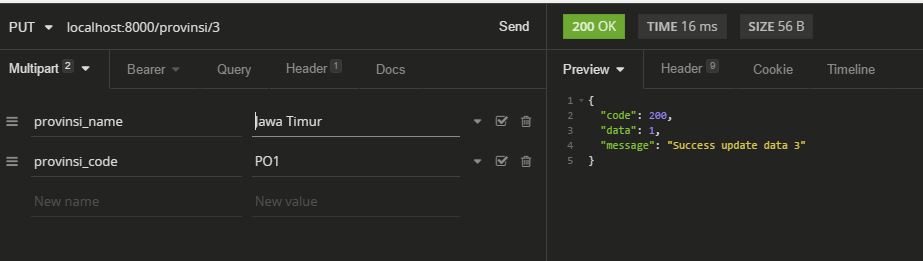 PUT localhost:8000/provinsi/3 Send 200 OK TIME 16 ms SIZE 56 B
Multipart 2 Bearer Query Header 1 Docs Preview Header 9 Cookie Timeline
provinsi_name Jawa Timur
provinsi_code PO1
New name New value
1 {
2 "code": 200,
3 "data": 1,
4 "message": "Success update data 3"
5 }